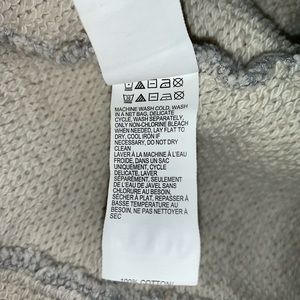 MACHINE WASH COLD, WASH
IN A NET BAG, DELICATE
CYCLE, WASH SEPARATELY,
ONLY NON-CHLORINE BLEACH
WHEN NEEDED, LAY FLAT TO
DRY, COOL IRON IF
NECESSARY, DO NOT DRY
CLEAN
LAVER À LA MACHINE À L'EAU
FROIDE, DANS UN SAC
UNIQUEMENT, CYCLE
DELICATE, LAVER
SÉPARÉMENT, SEULEMENT
DE L'EAU DE JAVEL SANS
CHLORURE AU BESOIN,
SÉCHER À PLAT, REPASSER À
BASSE TEMPÉRATURE AU
BESOIN, NE PAS NETTOYER À
SEC
100% COTTON/